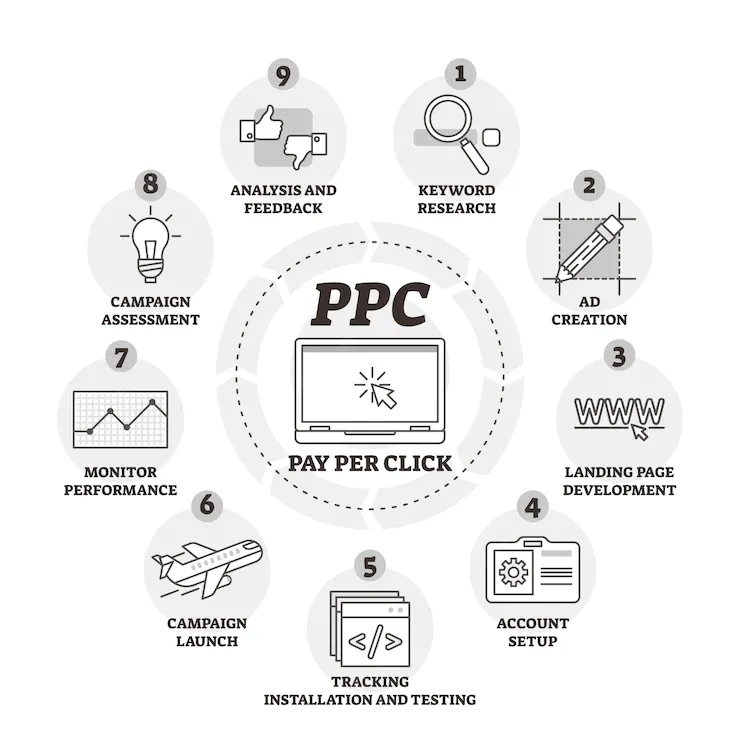 PPC
PAY PER CLICK
1
KEYWORD
RESEARCH
2
AD
CREATION
3
WWW
LANDING PAGE
DEVELOPMENT
4
ACCOUNT
SETUP
5
</>
TRACKING
INSTALLATION AND TESTING
6
CAMPAIGN
LAUNCH
7
MONITOR
PERFORMANCE
8
CAMPAIGN
ASSESSMENT
9
ANALYSIS AND
FEEDBACK